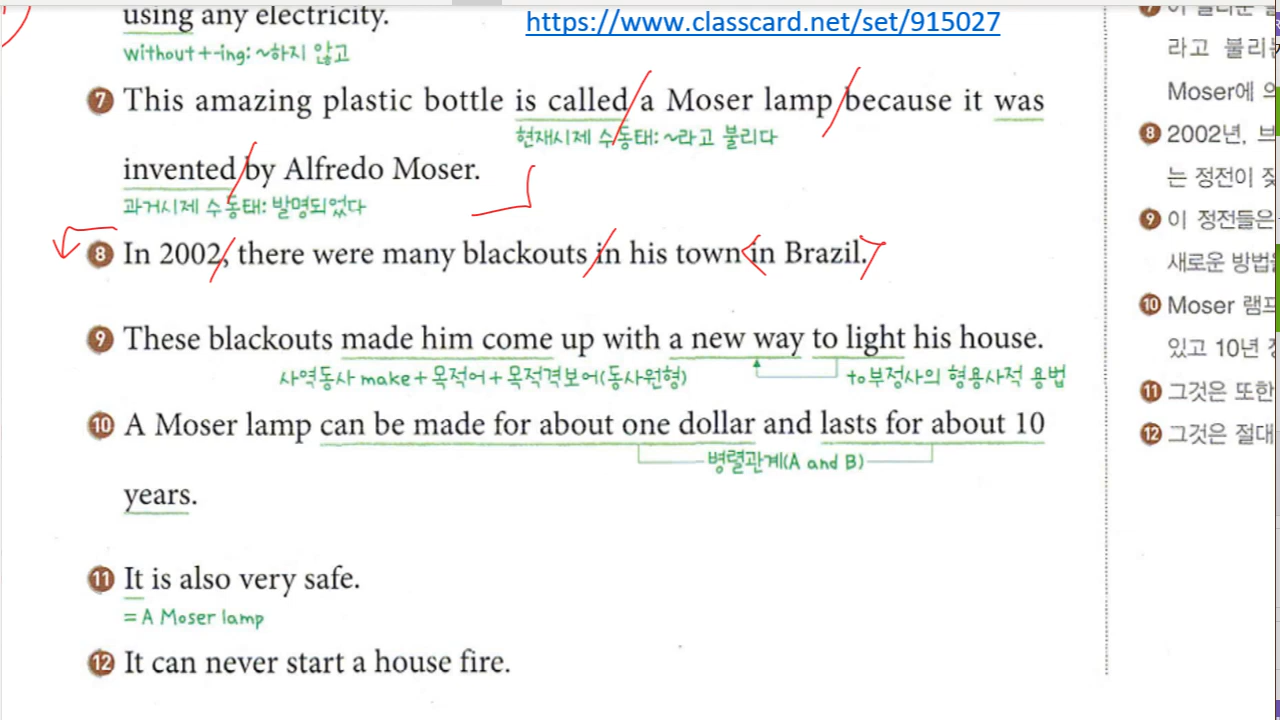 using any electricity.
https://www.classcard.net/set/915027
without+-ing: ~하지 않고
7 This amazing plastic bottle is called a Moser lamp because it was
현재시제 수동태: ~라고 불리다
invented by Alfredo Moser.
과거시제 수동태: 발명되었다
8 In 2002, there were many blackouts in his town in Brazil.
9 These blackouts made him come up with a new way to light his house.
사역동사 make+목적어+목적격보어(동사원형)
to부정사의 형용사적 용법
10 A Moser lamp can be made for about one dollar and lasts for about 10
병렬관계(A and B)
years.
11 It is also very safe.
= A Moser lamp
12 It can never start a house fire.
7 이
라고 불리는
Moser에 의
8 2002년, 브
는 정전이 잦
9 이 정전들은
새로운 방법을
10 Moser 램프
있고 10년 정
11 그것은 또한
12 그것은 절대